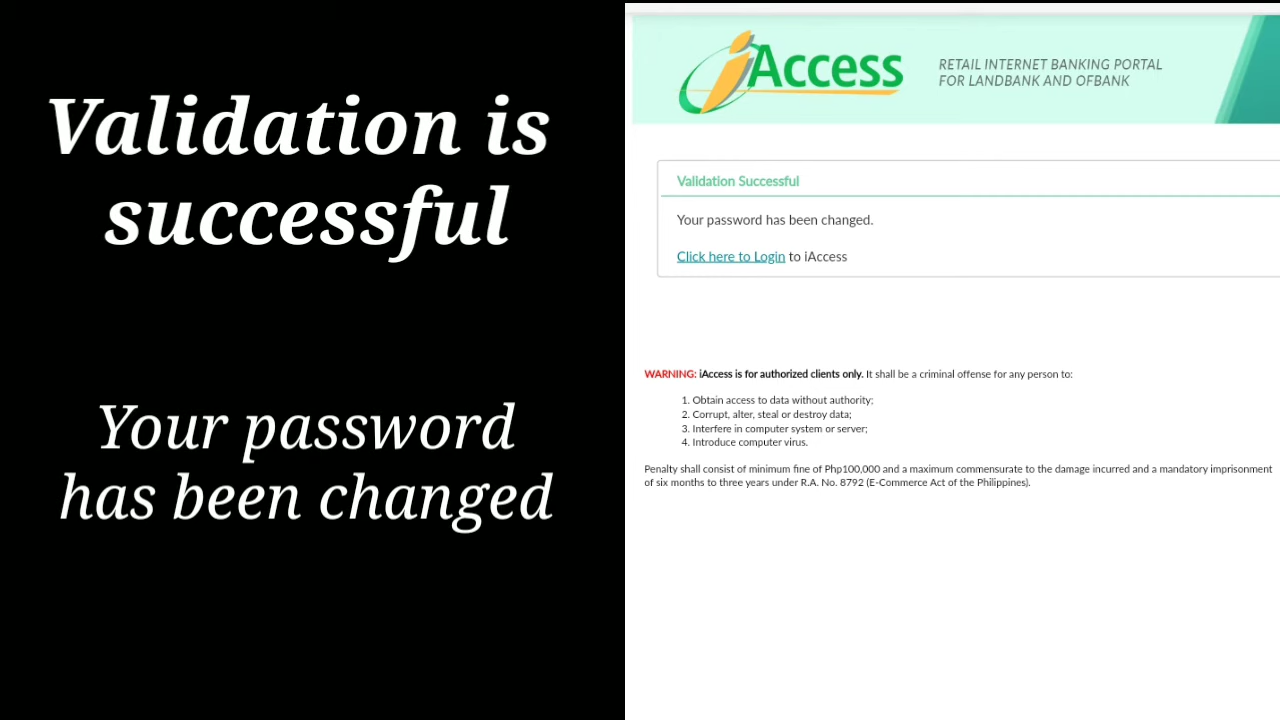 Validation is
successful
Your password
has been changed
iAccess
RETAIL INTERNET BANKING PORTAL
FOR LANDBANK AND OFBANK
Validation Successful
Your password has been changed.
Click here to Login to iAccess
WARNING: iAccess is for authorized clients only. It shall be a criminal offense for any person to:
1. Obtain access to data without authority;
2. Corrupt, alter, steal or destroy data;
3. Interfere in computer system or server;
4. Introduce computer virus.
Penalty shall consist of minimum fine of Php100,000 and a maximum commensurate to the damage incurred and a mandatory imprisonment
of six months to three years under R.A. No. 8792 (E-Commerce Act of the Philippines).